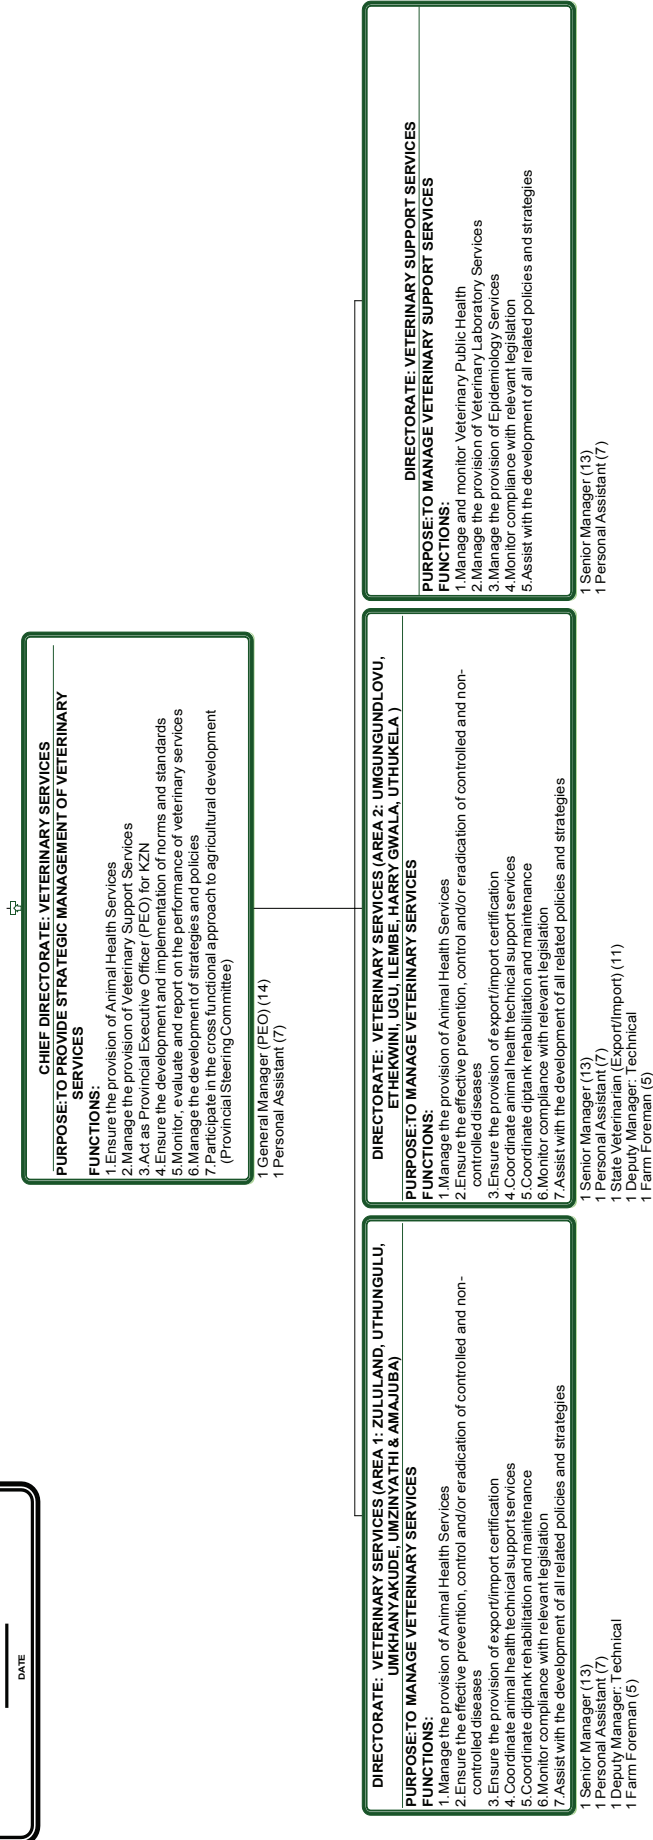 CHIEF DIRECTORATE: VETERINARY SERVICES
PURPOSE:TO PROVIDE STRATEGIC MANAGEMENT OF VETERINARY
SERVICES
FUNCTIONS:
1.Ensure the provision of Animal Health Services
2.Manage the provision of Veterinary Support Services
3.Act as Provincial Executive Officer (PEO) for KZN
4.Ensure the development and implementation of norms and standards
5.Monitor, evaluate and report on the performance of veterinary services
6.Manage the development of strategies and policies
7.Participate in the cross functional approach to agricultural development
(Provincial Steering Committee)
1 General Manager (PEO) (14)
1 Personal Assistant (7)
DATE
DIRECTORATE: VETERINARY SERVICES (AREA 1: ZULULAND, UTHUNGULU,
UMKHANYAKUDE, UMZINYATHI & AMAJUBA)
PURPOSE:TO MANAGE VETERINARY SERVICES
FUNCTIONS:
1.Manage the provision of Animal Health Services
2.Ensure the effective prevention, control and/or eradication of controlled and non-
controlled diseases
3.Ensure the provision of export/import certification
4.Coordinate animal health technical support services
5.Coordinate diptank rehabilitation and maintenance
6.Monitor compliance with relevant legislation
7.Assist with the development of all related policies and strategies
1 Senior Manager (13)
1 Personal Assistant (7)
1 Deputy Manager: Technical
1 Farm Foreman (5)
DIRECTORATE: VETERINARY SERVICES (AREA 2: UMGUNGUNDLOVU,
ETHEKWINI, UGU, ILEMBE, HARRY GWALA, UTHUKELA )
PURPOSE:TO MANAGE VETERINARY SERVICES
FUNCTIONS:
1.Manage the provision of Animal Health Services
2.Ensure the effective prevention, control and/or eradication of controlled and non-
controlled diseases
3.Ensure the provision of export/import certification
4.Coordinate animal health technical support services
5.Coordinate diptank rehabilitation and maintenance
6.Monitor compliance with relevant legislation
7.Assist with the development of all related policies and strategies
1 Senior Manager (13)
1 Personal Assistant (7)
1 State Veterinarian (Export/Import) (11)
1 Deputy Manager: Technical
1 Farm Foreman (5)
DIRECTORATE: VETERINARY SUPPORT SERVICES
PURPOSE:TO MANAGE VETERINARY SUPPORT SERVICES
FUNCTIONS:
1.Manage and monitor Veterinary Public Health
2.Manage the provision of Veterinary Laboratory Services
3.Manage the provision of Epidemiology Services
4.Monitor compliance with relevant legislation
5.Assist with the development of all related policies and strategies
1 Senior Manager (13)
1 Personal Assistant (7)